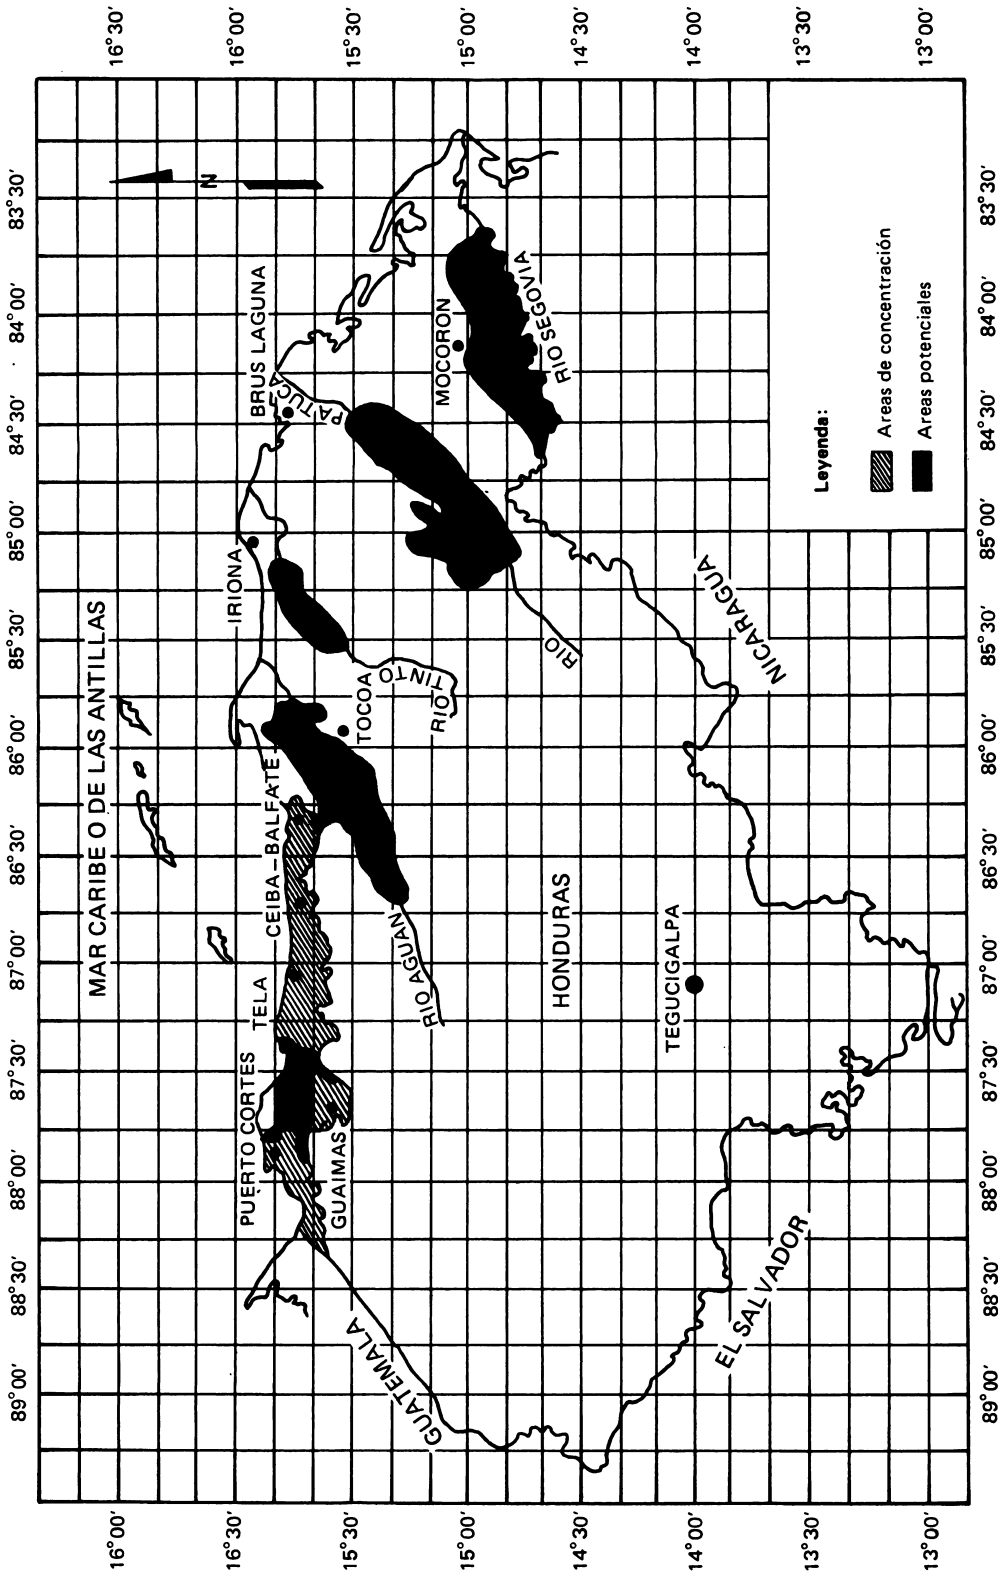 89°00' 88°30' 88°00' 87°30' 87°00' 86°30' 86°00' 85°30' 85°00' 84°30' 84°00' 83°30'
16°00'
16°30'
15°30'
15°00'
14°30'
14°00'
13°30'
13°00'
16°30'
16°00'
15°30'
15°00'
14°00'
13°30'
13°00'
MAR CARIBE O DE LAS ANTILLAS
N
PUERTO CORTES
TELA
CEIBA-BALFATE
IRIONA
BRUS LAGUNA
PATUCA
GUAIMAS
TOCOA
GUATEMALA
RIO AGUAN
RIO TINTO
MOCORON
RIO SEGOVIA
RIO
HONDURAS
TEGUCIGALPA
NICARAGUA
EL SALVADOR
Leyenda:
Areas de concentración
Areas potenciales
89°00' 88°30' 88°00' 87°30' 87°00' 86°30' 86°00' 85°30' 85°00' 84°30' 84°00' 83°30'